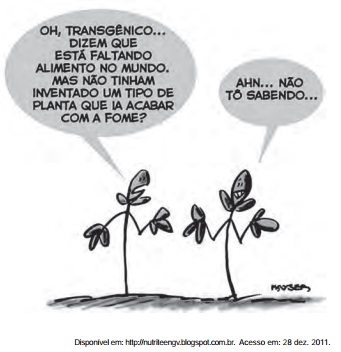 OH, TRANSGÊNICO...
DIZEM QUE
ESTÁ FALTANDO
ALIMENTO NO MUNDO.
MAS NÃO TINHAM
INVENTADO UM TIPO DE
PLANTA QUE IA ACABAR
COM A FOME?
AHN... NÃO
TÔ SABENDO...
Disponível em: http://nutriteengv.blogspot.com.br. Acesso em: 28 dez. 2011.